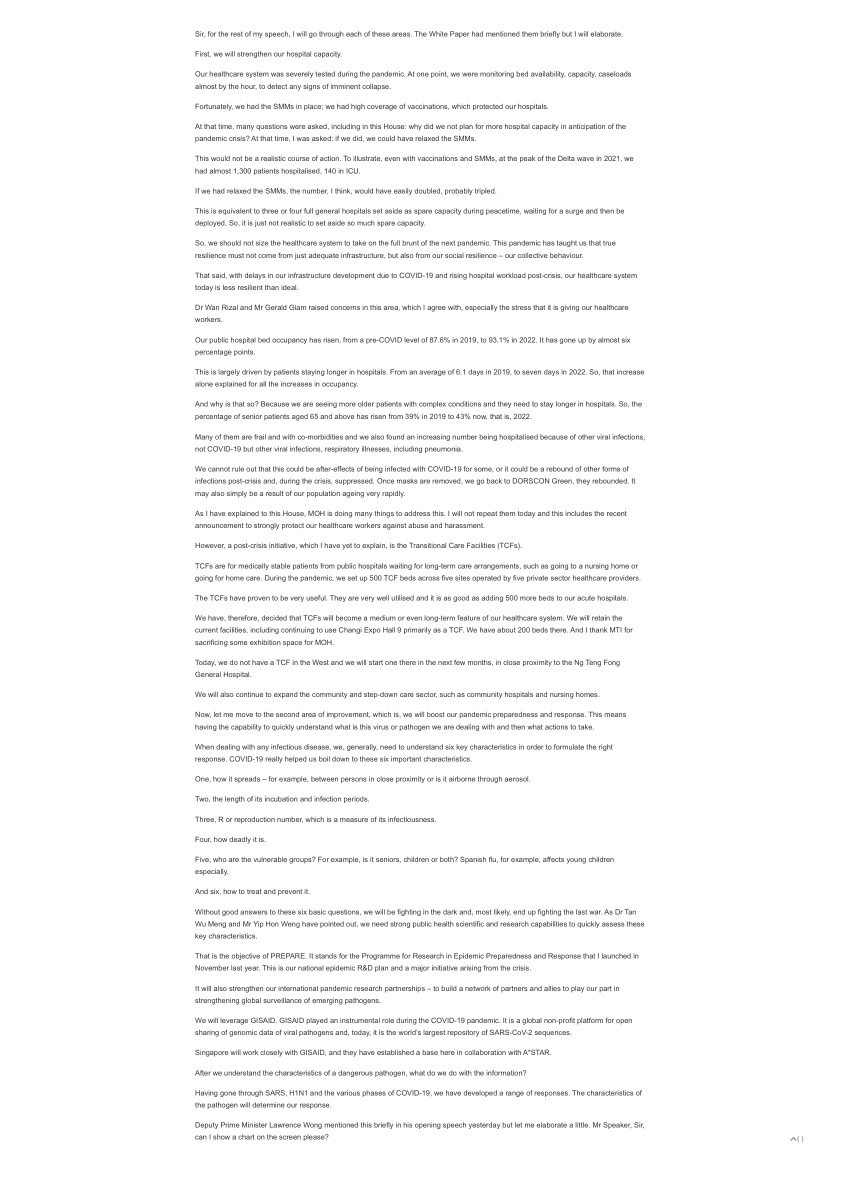 Sir, for the rest of my speech, I will go through each of these areas. The White Paper had mentioned them briefly but I will elaborate.
First, we will strengthen our hospital capacity.
Our healthcare system was severely tested during the pandemic. At one point, we were monitoring bed availability, capacity, caseloads
almost by the hour, to detect any signs of imminent collapse.
Fortunately, we had the SMMs in place; we had high coverage of vaccinations, which protected our hospitals.
At that time, many questions were asked, including in this House: why did we not plan for more hospital capacity in anticipation of the
pandemic crisis? At that time, I was asked: if we did, we could have relaxed the SMMs.
This would not be a realistic course of action. To illustrate, even with vaccinations and SMMs, at the peak of the Delta wave in 2021, we
had almost 1,300 patients hospitalised, 140 in ICU.
If we had relaxed the SMMs, the number, I think, would have easily doubled, probably tripled.
This is equivalent to three or four full general hospitals set aside as spare capacity during peacetime, waiting for a surge and then be
deployed. So, it is just not realistic to set aside so much spare capacity.
So, we should not size the healthcare system to take on the full brunt of the next pandemic. This pandemic has taught us that true
resilience must not come from just adequate infrastructure, but also from our social resilience – our collective behaviour.
That said, with delays in our infrastructure development due to COVID-19 and rising hospital workload post-crisis, our healthcare system
today is less resilient than ideal.
Dr Wan Rizal and Mr Gerald Giam raised concerns in this area, which I agree with, especially the stress that it is giving our healthcare
workers.
Our public hospital bed occupancy has risen, from a pre-COVID level of 87.6% in 2019, to 93.1% in 2022. It has gone up by almost six
percentage points.
This is largely driven by patients staying longer in hospitals. From an average of 6.1 days in 2019, to seven days in 2022. So, that increase
alone explained for all the increases in occupancy.
And why is that so? Because we are seeing more older patients with complex conditions and they need to stay longer in hospitals. So, the
percentage of senior patients aged 65 and above has risen from 39% in 2019 to 43% now, that is, 2022.
Many of them are frail and with co-morbidities and we also found an increasing number being hospitalised because of other viral infections,
not COVID-19 but other viral infections, respiratory illnesses, including pneumonia.
We cannot rule out that this could be after-effects of being infected with COVID-19 for some, or it could be a rebound of other forms of
infections post-crisis and, during the crisis, suppressed. Once masks are removed, we go back to DORSCON Green, they rebounded. It
may also simply be a result of our population ageing very rapidly.
As I have explained to this House, MOH is doing many things to address this. I will not repeat them today and this includes the recent
announcement to strongly protect our healthcare workers against abuse and harassment.
However, a post-crisis initiative, which I have yet to explain, is the Transitional Care Facilities (TCFs).
TCFs are for medically stable patients from public hospitals waiting for long-term care arrangements, such as going to a nursing home or
going for home care. During the pandemic, we set up 500 TCF beds across five sites operated by five private sector healthcare providers.
The TCFs have proven to be very useful. They are very well utilised and it is as good as adding 500 more beds to our acute hospitals.
We have, therefore, decided that TCFs will become a medium or even long-term feature of our healthcare system. We will retain the
current facilities, including continuing to use Changi Expo Hall 9 primarily as a TCF. We have about 200 beds there. And I thank MTI for
sacrificing some exhibition space for MOH.
Today, we do not have a TCF in the West and we will start one there in the next few months, in close proximity to the Ng Teng Fong
General Hospital.
We will also continue to expand the community and step-down care sector, such as community hospitals and nursing homes.
Now, let me move to the second area of improvement, which is, we will boost our pandemic preparedness and response. This means
having the capability to quickly understand what is this virus or pathogen we are dealing with and then what actions to take.
When dealing with any infectious disease, we, generally, need to understand six key characteristics in order to formulate the right
response. COVID-19 really helped us boil down to these six important characteristics.
One, how it spreads – for example, between persons in close proximity or is it airborne through aerosol.
Two, the length of its incubation and infection periods.
Three, R or reproduction number, which is a measure of its infectiousness.
Four, how deadly it is.
Five, who are the vulnerable groups? For example, is it seniors, children or both? Spanish flu, for example, affects young children
especially.
And six, how to treat and prevent it.
Without good answers to these six basic questions, we will be fighting in the dark and, most likely, end up fighting the last war. As Dr Tan
Wu Meng and Mr Yip Hon Weng have pointed out, we need strong public health scientific and research capabilities to quickly assess these
key characteristics.
That is the objective of PREPARE. It stands for the Programme for Research in Epidemic Preparedness and Response that I launched in
November last year. This is our national epidemic R&D plan and a major initiative arising from the crisis.
It will also strengthen our international pandemic research partnerships – to build a network of partners and allies to play our part in
strengthening global surveillance of emerging pathogens.
We will leverage GISAID. GISAID played an instrumental role during the COVID-19 pandemic. It is a global non-profit platform for open
sharing of genomic data of viral pathogens and, today, it is the world's largest repository of SARS-CoV-2 sequences.
Singapore will work closely with GISAID, and they have established a base here in collaboration with A*STAR.
After we understand the characteristics of a dangerous pathogen, what do we do with the information?
Having gone through SARS, H1N1 and the various phases of COVID-19, we have developed a range of responses. The characteristics of
the pathogen will determine our response.
Deputy Prime Minister Lawrence Wong mentioned this briefly in his opening speech yesterday but let me elaborate a little. Mr Speaker, Sir,
can I show a chart on the screen please?
( )